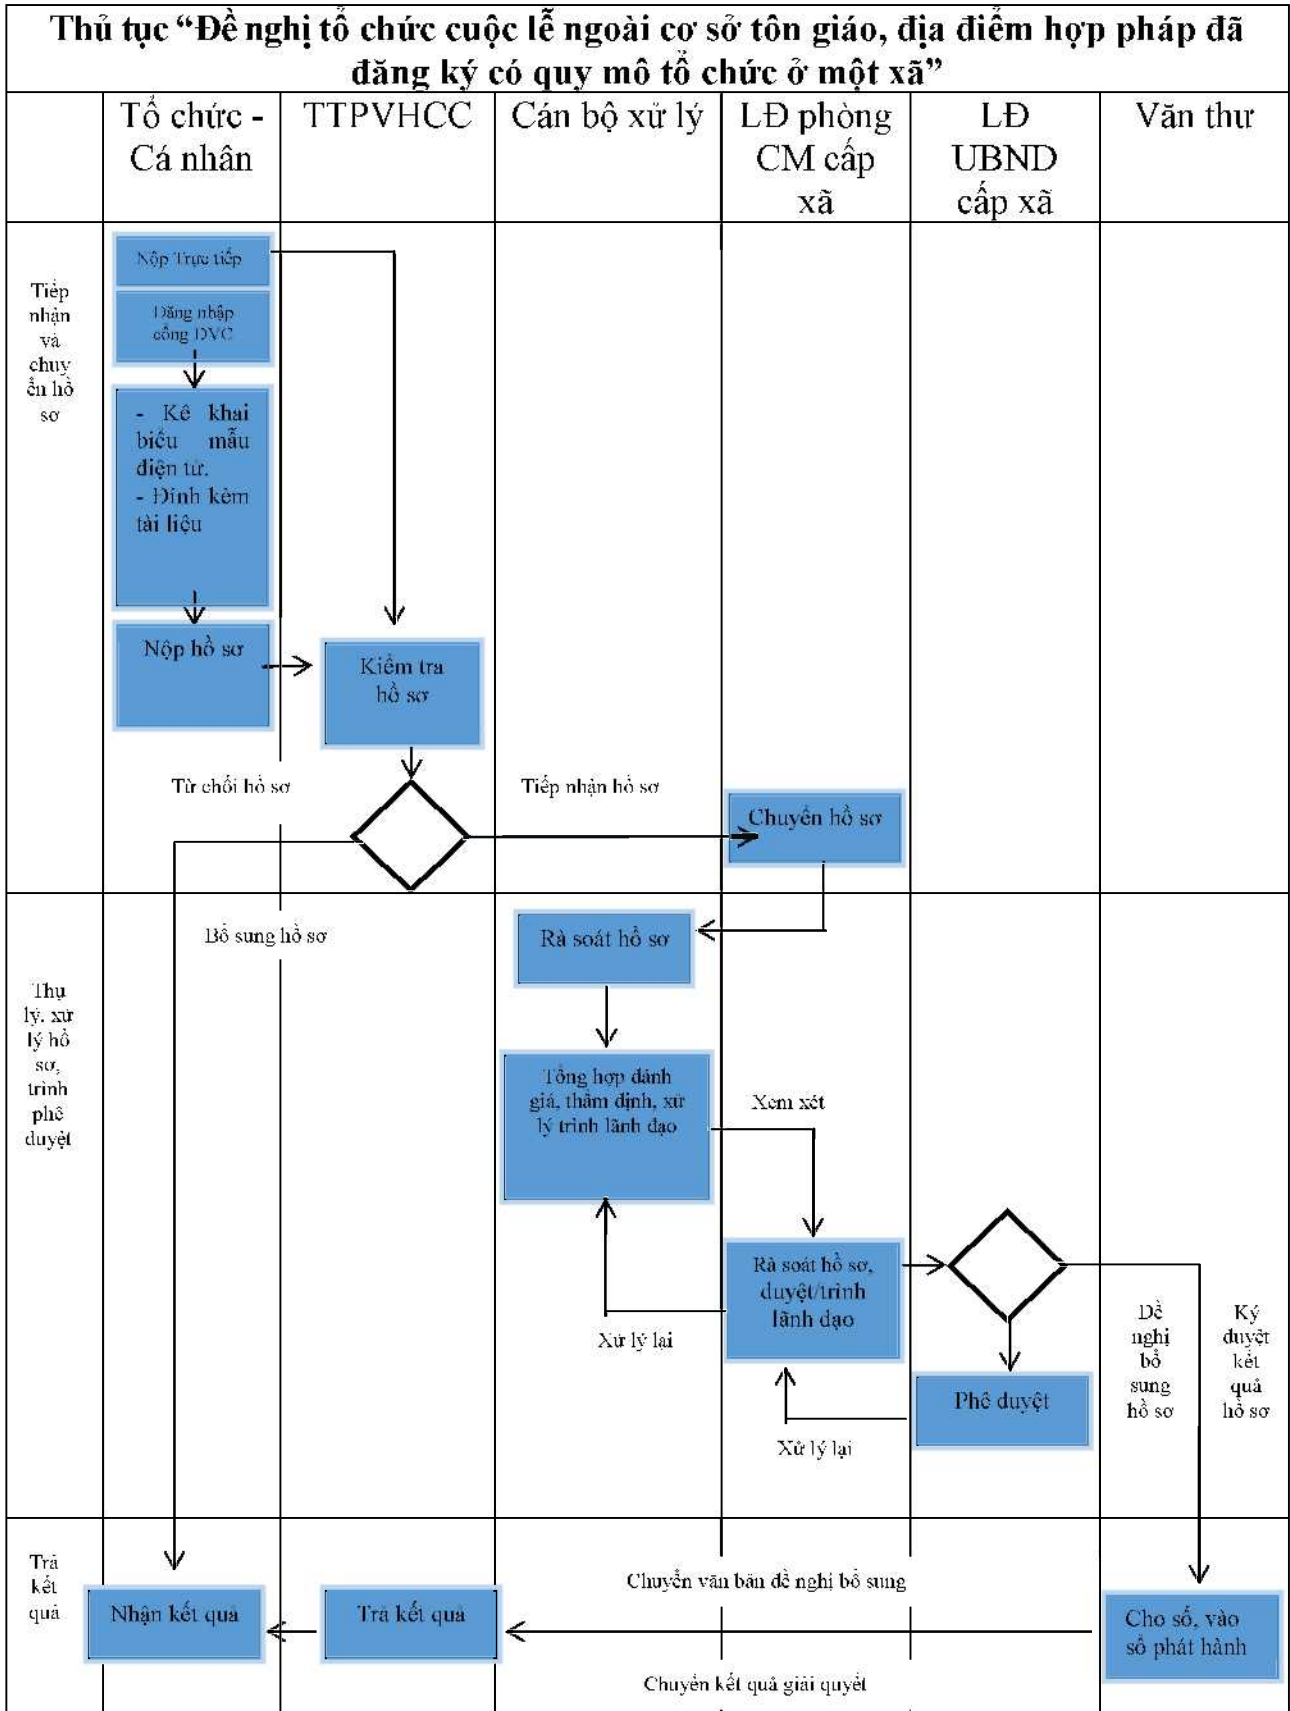 Thủ tục “Đề nghị tổ chức cuộc lễ ngoài cơ sở tôn giáo, địa điểm hợp pháp đã
đăng ký có quy mô tổ chức ở một xã”
Tổ chức -
Cá nhân
TTPVHCC
Cán bộ xử lý
LĐ phòng
CM cấp
xã
LĐ
UBND
cấp xã
Văn thư
Tiếp
nhận
và
chuy
ển hồ
sơ
Nộp Trực tiếp
Đăng nhập
cổng DVC
- Kê khai
biểu mẫu
điện tử.
- Đính kèm
tài liệu
Nộp hồ sơ
Kiểm tra
hồ sơ
Từ chối hồ sơ
Tiếp nhận hồ sơ
Chuyển hồ sơ
Bổ sung hồ sơ
Rà soát hồ sơ
Thụ
lý, xử
lý hồ
sơ,
trình
phê
duyệt
Tổng hợp đánh
giá, thẩm định, xử
lý trình lãnh đạo
Xem xét
Rà soát hồ sơ,
duyệt/trình
lãnh đạo
Xử lý lại
Phê duyệt
Xử lý lại
Đề
nghị
bổ
sung
hồ sơ
Ký
duyệt
kết
quả
hồ sơ
Trả
kết
quả
Nhận kết quả
Trả kết quả
Chuyển văn bản đề nghị bổ sung
Cho số, vào
sổ phát hành
Chuyển kết quả giải quyết